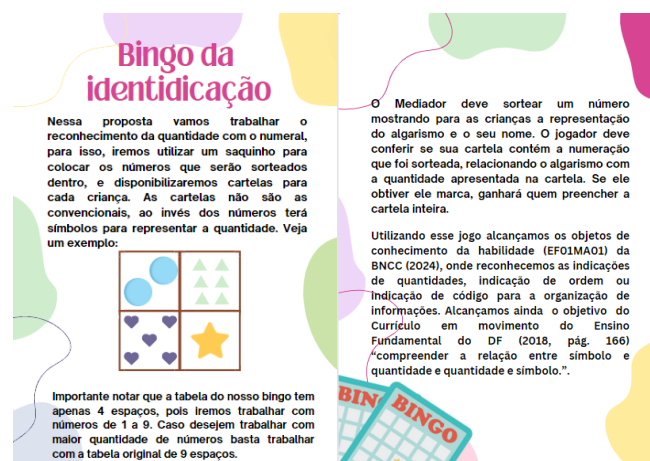 Bingo da
identidicação
Nessa proposta vamos trabalhar o
reconhecimento da quantidade com o numeral,
para isso, iremos utilizar um saquinho para
colocar os números que serão sorteados
dentro, e disponibilizaremos cartelas para
cada criança. As cartelas não são as
convencionais, ao invés dos números terá
símbolos para representar a quantidade. Veja
um exemplo:
Importante notar que a tabela do nosso bingo tem
apenas 4 espaços, pois iremos trabalhar com
números de 1 a 9. Caso desejem trabalhar com
maior quantidade de números basta trabalhar
com a tabela original de 9 espaços.
O Mediador deve sortear um número
mostrando para as crianças a representação
do algarismo e o seu nome. O jogador deve
conferir se sua cartela contém a numeração
que foi sorteada, relacionando o algarismo com
a quantidade apresentada na cartela. Se ele
obtiver ele marca, ganhará quem preencher a
cartela inteira.
Utilizando esse jogo alcançamos os objetos de
conhecimento da habilidade (EF01MA01) da
BNCC (2024), onde reconhecemos as indicações
de quantidades, indicação de ordem ou
indicação de código para a organização de
informações. Alcançamos ainda o objetivo do
Currículo em movimento do Ensino
Fundamental do DF (2018, pág. 166)
“compreender a relação entre símbolo e
quantidade e quantidade e símbolo.”.
BINGO
BINGO